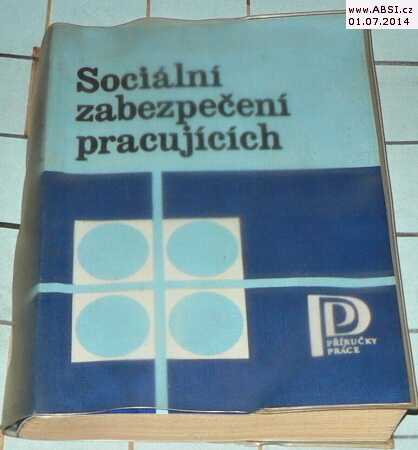 www.ABSI.cz
01.07.2014
Sociální
zabezpečení
pracujících
PŘÍRUČKY
PRÁCE